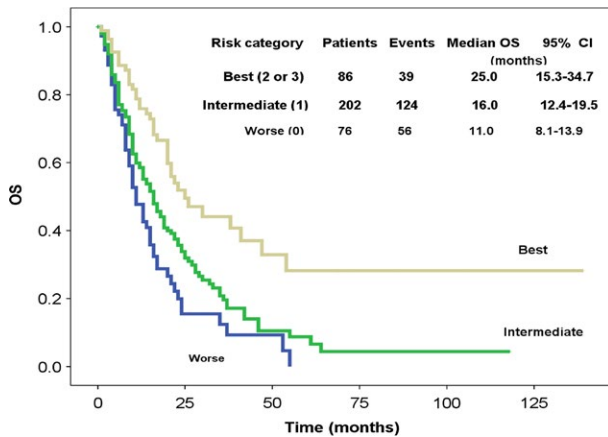 1.0
0.8
0.6
0.4
0.2
0.0
OS
Risk category Patients Events Median OS 95% CI
(months)
Best (2 or 3) 86 39 25.0 15.3-34.7
Intermediate (1) 202 124 16.0 12.4-19.5
Worse (0) 76 56 11.0 8.1-13.9
Best
Intermediate
Worse
0 25 50 75 100 125
Time (months)